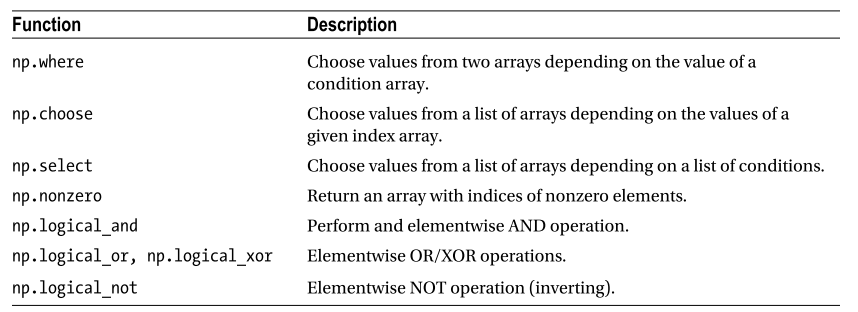 Function Description
np.where Choose values from two arrays depending on the value of a
condition array.
np.choose Choose values from a list of arrays depending on the values of a
given index array.
np.select Choose values from a list of arrays depending on a list of conditions.
np.nonzero Return an array with indices of nonzero elements.
np.logical_and Perform and elementwise AND operation.
np.logical_or, np.logical_xor Elementwise OR/XOR operations.
np.logical_not Elementwise NOT operation (inverting).